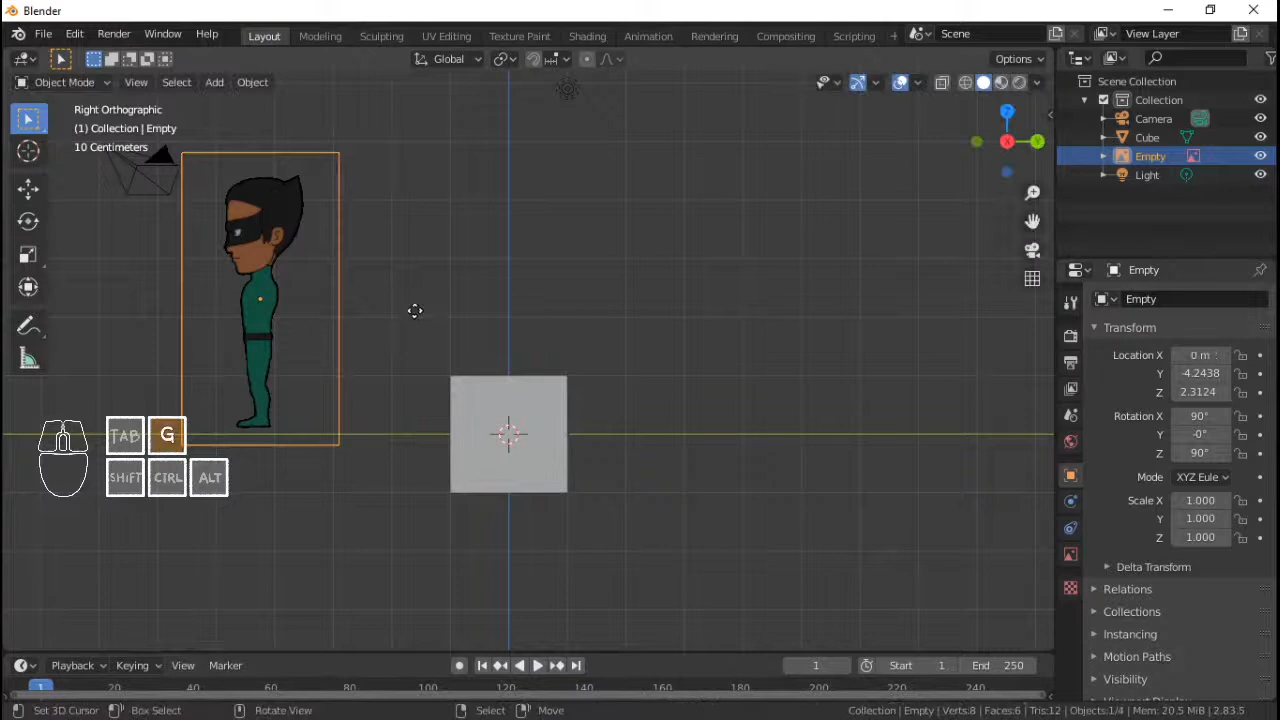 Blender
File Edit Render Window Help Layout Modeling Sculpting UV Editing Texture Paint Shading Animation Rendering Compositing Scripting + Scene View Layer
Global Options
Object Mode View Select Add Object
Right Orthographic
(1) Collection | Empty
10 Centimeters
Z
X
Y
Scene Collection
Collection
Camera
Cube
Empty
Light
Empty
Empty
Transform
Location X 0 m
Y -4.2438
Z 2.3124
Rotation X 90°
Y -0°
Z 90°
Mode XYZ Eule
Scale X 1.000
Y 1.000
Z 1.000
Delta Transform
Relations
Collections
Instancing
Motion Paths
Visibility
TAB G
SHIFT CTRL ALT
Playback Keying View Marker 1 Start 1 End 250
1 20 40 60 80 100 120 140 160 180 200 220 240
Set 3D Cursor Box Select Rotate View Select Move Collection | Empty | Verts:8 | Faces:6 | Tris:12 | Objects:1/4 | Mem: 20.5 MiB | 2.83.5